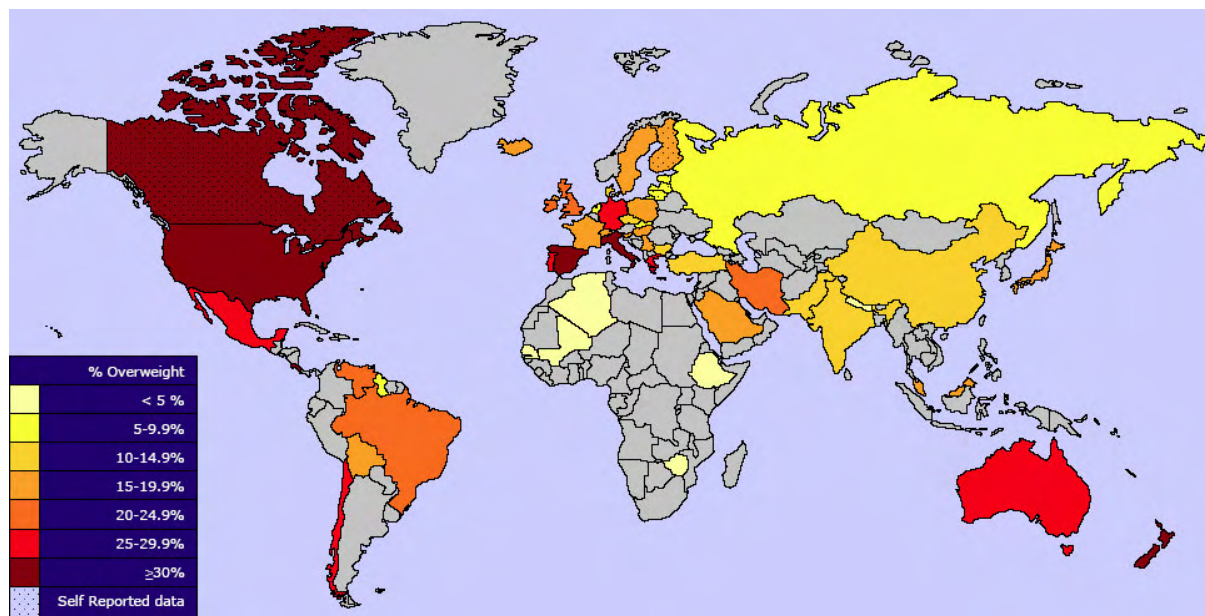 % Overweight
< 5 %
5-9.9%
10-14.9%
15-19.9%
20-24.9%
25-29.9%
≥30%
Self Reported data